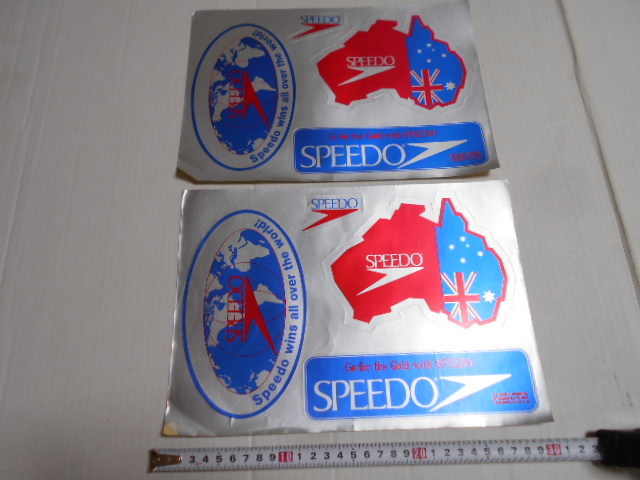 SPEEDO
SPEEDO
SPEEDO
Speedo wins all over the world!
SPEEDO
SPEEDO
SPEEDO
SPEEDO
Speedo wins all over the world!
Go for the Gold with
SPEEDO
3 4 5 6 7 8 9 10 1 2 3 4 5 6 7 8 9 20 1 2 3 4 5 6 7 8 9 30 1 2 3